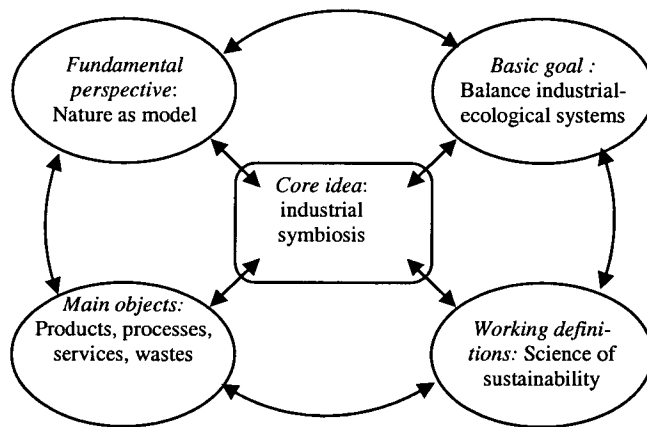 Fundamental
perspective:
Nature as model
Basic goal :
Balance industrial-
ecological systems
Core idea:
industrial
symbiosis
Main objects:
Products, processes,
services, wastes
Working defini-
tions: Science of
sustainability